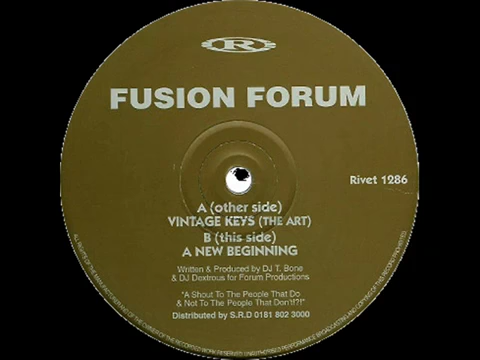 R
FUSION FORUM
Rivet 1286
A (other side)
VINTAGE KEYS (THE ART)
B (this side)
A NEW BEGINNING
Written & Produced by DJ T. Bone
& DJ Dextrous for Forum Productions
"A Shout To The People That Do
& Not To The People That Don't!?!"
Distributed by S.R.D 0181 802 3000